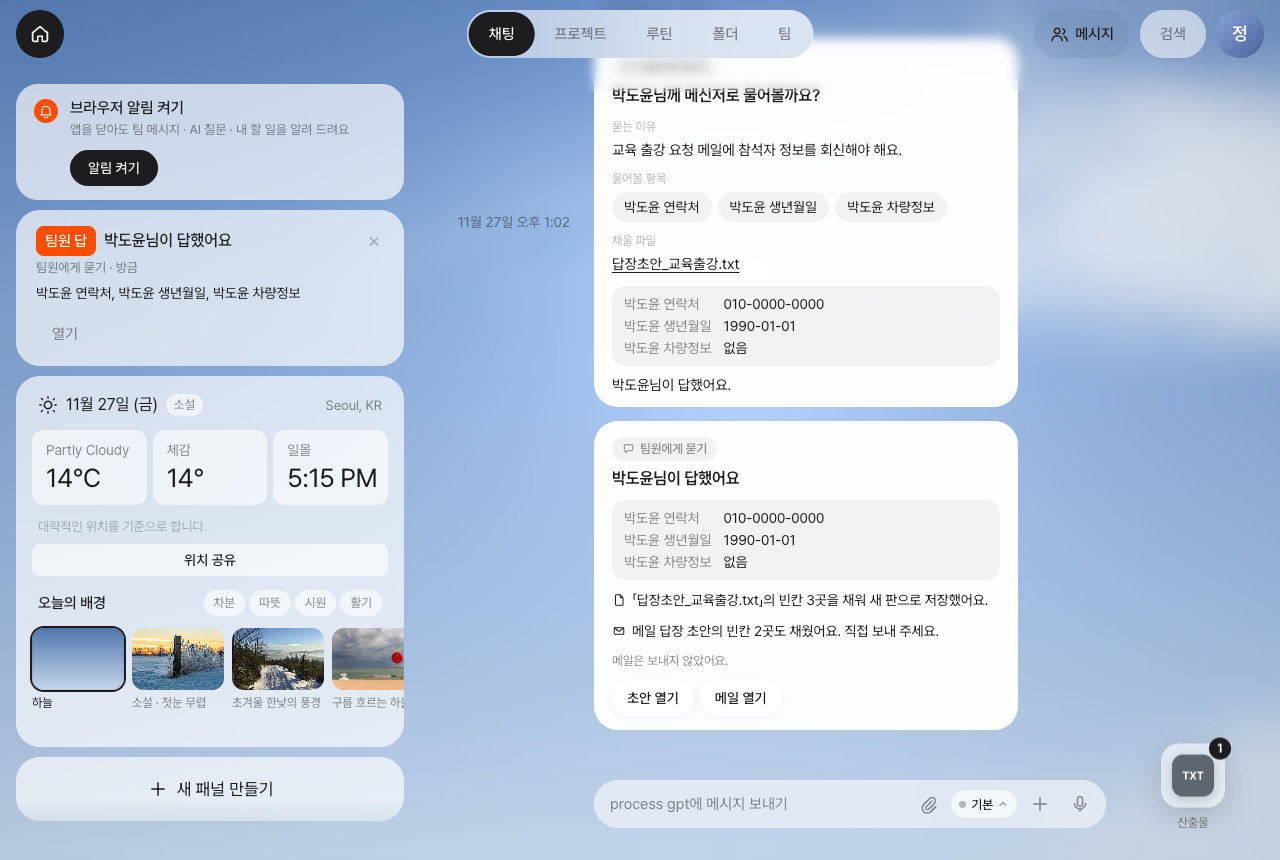 채팅
프로젝트
루틴
폴더
팀
메시지
검색
정
브라우저 알림 켜기
앱을 닫아도 팀 메시지 · AI 질문 · 내 할 일을 알려 드려요
알림 켜기
팀원 답 박도윤님이 답했어요
팀원에게 묻기 · 방금
박도윤 연락처, 박도윤 생년월일, 박도윤 차량정보
열기
11월 27일 (금) 소설 Seoul, KR
Partly Cloudy
14°C
체감
14°
일몰
5:15 PM
대략적인 위치를 기준으로 합니다.
위치 공유
오늘의 배경 차분 따뜻 시원 활기
하늘
소설 · 첫눈 무렵
초겨울 한낮의 풍경
구름 흐르는 하늘
새 패널 만들기
11월 27일 오후 1:02
박도윤님께 메신저로 물어볼까요?
묻는 이유
교육 출강 요청 메일에 참석자 정보를 회신해야 해요.
물어볼 항목
박도윤 연락처 박도윤 생년월일 박도윤 차량정보
채울 파일
답장초안_교육출강.txt
박도윤 연락처 010-0000-0000
박도윤 생년월일 1990-01-01
박도윤 차량정보 없음
박도윤님이 답했어요.
팀원에게 묻기
박도윤님이 답했어요
박도윤 연락처 010-0000-0000
박도윤 생년월일 1990-01-01
박도윤 차량정보 없음
「답장초안_교육출강.txt」의 빈칸 3곳을 채워 새 판으로 저장했어요.
메일 답장 초안의 빈칸 2곳도 채웠어요. 직접 보내 주세요.
메일은 보내지 않았어요.
초안 열기 메일 열기
process gpt에 메시지 보내기
기본
1
TXT
산출물